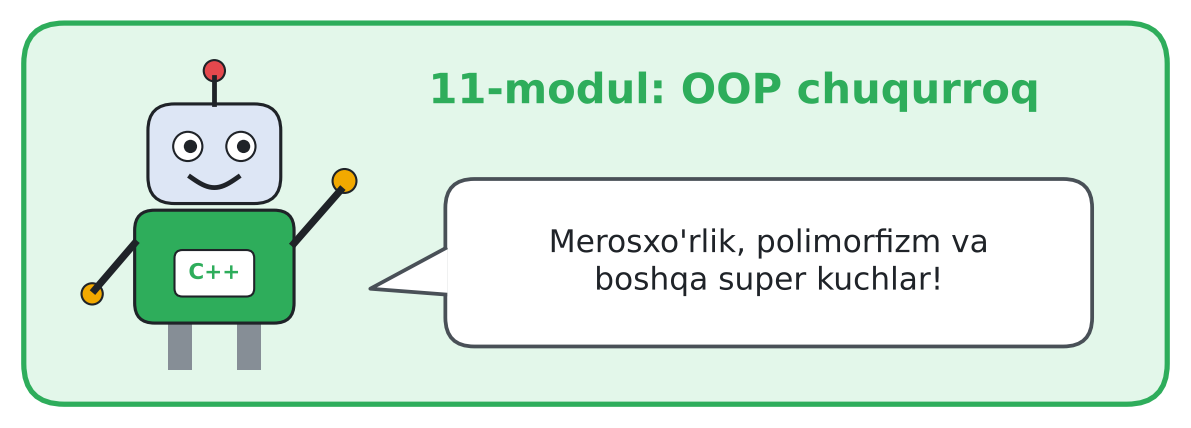 11-modul: OOP chuqurroq
Merosxo'rlik, polimorfizm va
boshqa super kuchlar!
C++